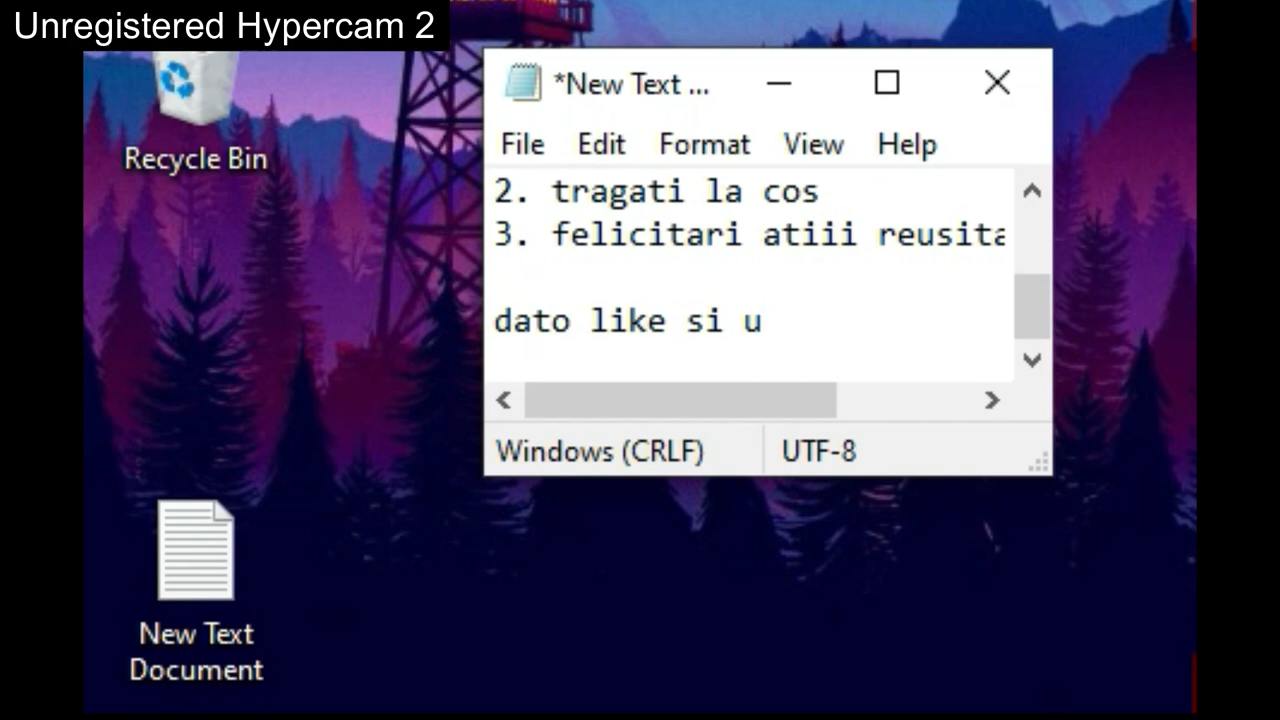 Unregistered Hypercam 2
Recycle Bin
*New Text ...
File Edit Format View Help
2. tragati la cos
3. felicitari atiii reusita
dato like si u
Windows (CRLF) UTF-8
New Text
Document